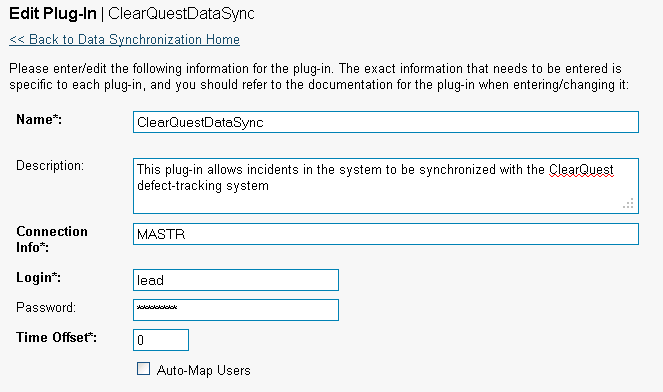 Edit Plug-In | ClearQuestDataSync
<< Back to Data Synchronization Home
Please enter/edit the following information for the plug-in. The exact information that needs to be entered is
specific to each plug-in, and you should refer to the documentation for the plug-in when entering/changing it:
Name*: ClearQuestDataSync
Description: This plug-in allows incidents in the system to be synchronized with the ClearQuest
defect-tracking system
Connection
Info*: MASTR
Login*: lead
Password: ********
Time Offset*: 0
Auto-Map Users